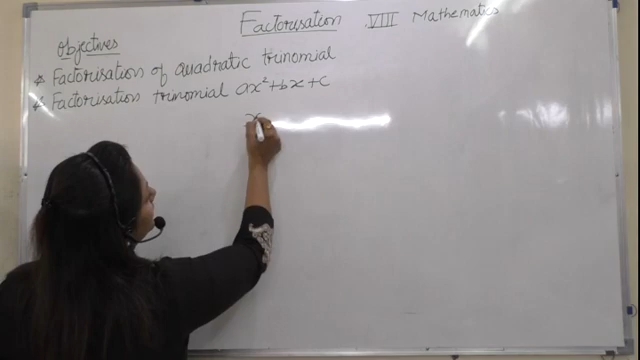 Factorisation VIII Mathematics
Objectives
* Factorisation of Quadratic trinomial
* Factorisation trinomial ax² + bx + c
x